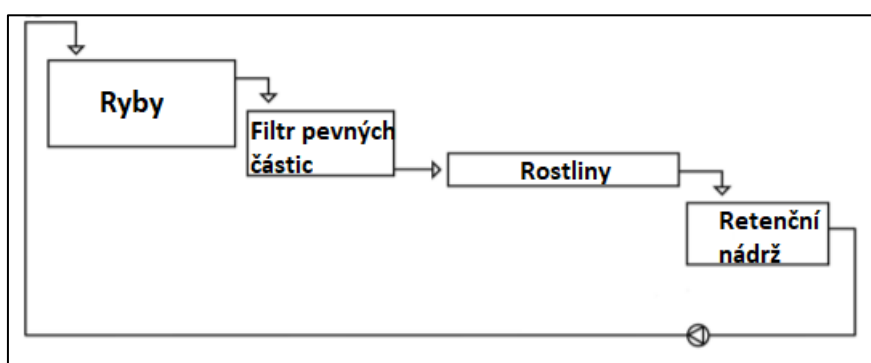 Ryby
Filtr pevných
částic
Rostliny
Retenční
nádrž